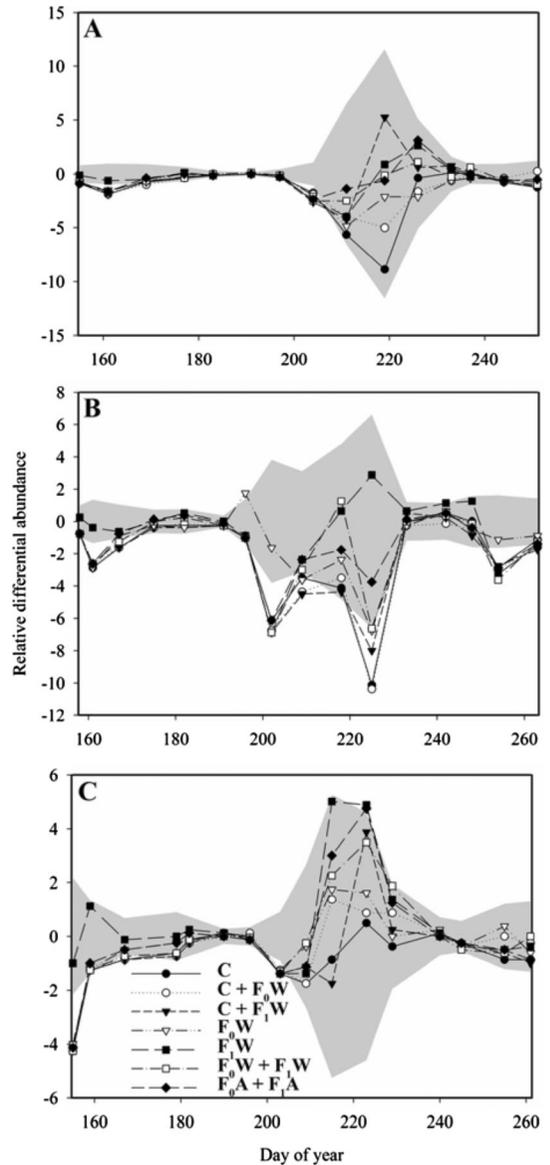 A
15
10
5
0
-5
-10
-15
160 180 200 220 240
B
8
6
4
2
0
-2
-4
-6
-8
-10
-12
160 180 200 220 240 260
Relative differential abundance
C
6
4
2
0
-2
-4
-6
C
C + F₀W
C + F₁W
F₀W
F₁W
F₀W + F₁W
F₀A + F₁A
160 180 200 220 240 260
Day of year